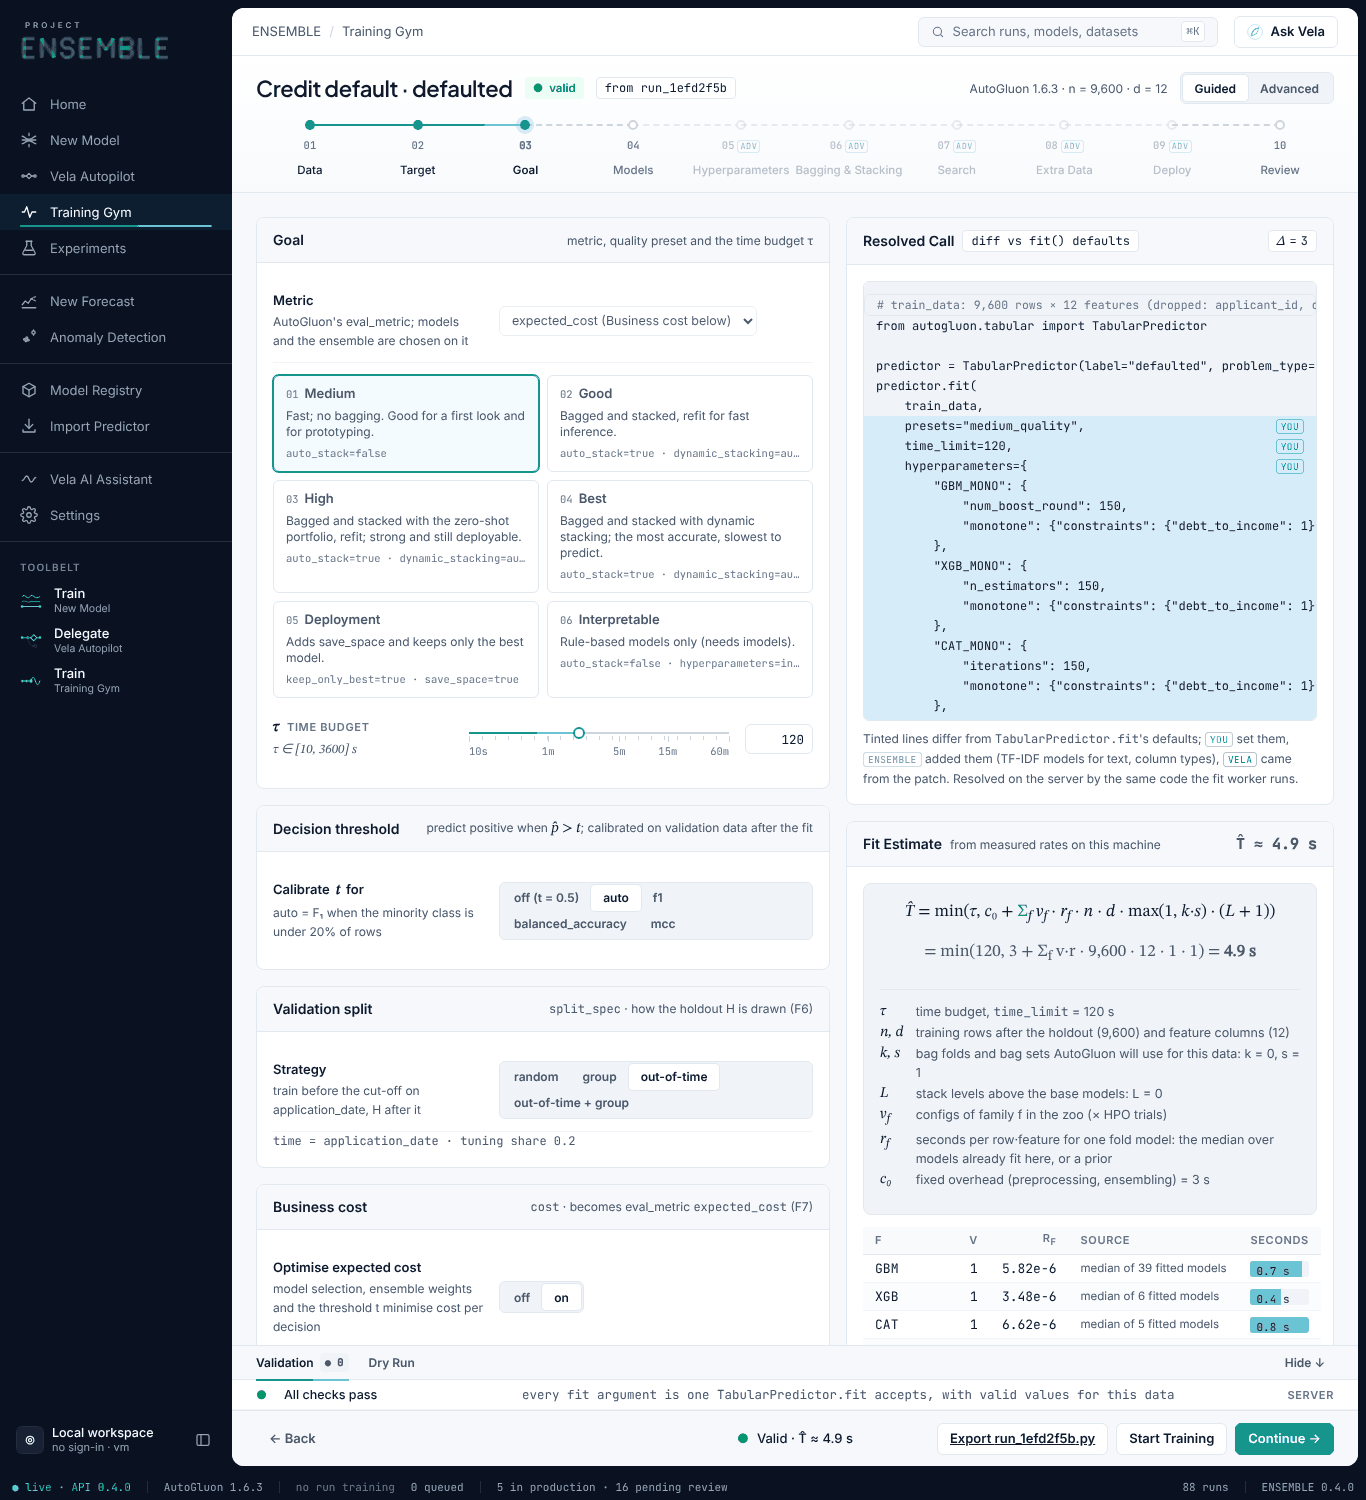 PROJECT
ENSEMBLE
Home
New Model
Vela Autopilot
Training Gym
Experiments
New Forecast
Anomaly Detection
Model Registry
Import Predictor
Vela AI Assistant
Settings
TOOLBELT
Train
New Model
Delegate
Vela Autopilot
Train
Training Gym
Local workspace
no sign-in · vm
ENSEMBLE / Training Gym
Search runs, models, datasets ⌘K
Ask Vela
Credit default · defaulted
valid
from run_1efd2f5b
AutoGluon 1.6.3 · n = 9,600 · d = 12
Guided Advanced
01 02 03 04 05 ADV 06 ADV 07 ADV 08 ADV 09 ADV 10
Data Target Goal Models Hyperparameters Bagging & Stacking Search Extra Data Deploy Review
Goal
metric, quality preset and the time budget τ
Metric
AutoGluon's eval_metric; models
and the ensemble are chosen on it
expected_cost (Business cost below)
01 Medium
Fast; no bagging. Good for a first look and
for prototyping.
auto_stack=false
02 Good
Bagged and stacked, refit for fast
inference.
auto_stack=true · dynamic_stacking=au…
03 High
Bagged and stacked with the zero-shot
portfolio, refit; strong and still deployable.
auto_stack=true · dynamic_stacking=au…
04 Best
Bagged and stacked with dynamic
stacking; the most accurate, slowest to
predict.
auto_stack=true · dynamic_stacking=au…
05 Deployment
Adds save_space and keeps only the best
model.
keep_only_best=true · save_space=true
06 Interpretable
Rule-based models only (needs imodels).
auto_stack=false · hyperparameters=in…
τ TIME BUDGET
τ ∈ [10, 3600] s
10s 1m 5m 15m 60m
120
Decision threshold
predict positive when p̂ > t; calibrated on validation data after the fit
Calibrate t for
auto = F₁ when the minority class is
under 20% of rows
off (t = 0.5) auto f1
balanced_accuracy mcc
Validation split
split_spec · how the holdout H is drawn (F6)
Strategy
train before the cut-off on
application_date, H after it
random group out-of-time
out-of-time + group
time = application_date · tuning share 0.2
Business cost
cost · becomes eval_metric expected_cost (F7)
Optimise expected cost
model selection, ensemble weights
and the threshold t minimise cost per
decision
off on
Resolved Call
diff vs fit() defaults
Δ = 3
# train_data: 9,600 rows × 12 features (dropped: applicant_id,
from autogluon.tabular import TabularPredictor
predictor = TabularPredictor(label="defaulted", problem_type=
predictor.fit(
train_data,
presets="medium_quality", YOU
time_limit=120, YOU
hyperparameters={ YOU
"GBM_MONO": {
"num_boost_round": 150,
"monotone": {"constraints": {"debt_to_income": 1}
},
"XGB_MONO": {
"n_estimators": 150,
"monotone": {"constraints": {"debt_to_income": 1}
},
"CAT_MONO": {
"iterations": 150,
"monotone": {"constraints": {"debt_to_income": 1}
},
Tinted lines differ from TabularPredictor.fit's defaults; YOU set them,
ENSEMBLE added them (TF-IDF models for text, column types), VELA came
from the patch. Resolved on the server by the same code the fit worker runs.
Fit Estimate from measured rates on this machine
T̂ ≈ 4.9 s
T̂ = min(τ, c₀ + Σf vf · rf · n · d · max(1, k·s) · (L + 1))
= min(120, 3 + Σf v·r · 9,600 · 12 · 1 · 1) = 4.9 s
τ time budget, time_limit = 120 s
n, d training rows after the holdout (9,600) and feature columns (12)
k, s bag folds and bag sets AutoGluon will use for this data: k = 0, s =
1
L stack levels above the base models: L = 0
vf configs of family f in the zoo (× HPO trials)
rf seconds per row·feature for one fold model: the median over
models already fit here, or a prior
c₀ fixed overhead (preprocessing, ensembling) = 3 s
F V RF SOURCE SECONDS
GBM 1 5.82e-6 median of 39 fitted models 0.7 s
XGB 1 3.48e-6 median of 6 fitted models 0.4 s
CAT 1 6.62e-6 median of 5 fitted models 0.8 s
Validation 0 Dry Run
Hide ↓
All checks pass
every fit argument is one TabularPredictor.fit accepts, with valid values for this data
SERVER
← Back
Valid · T̂ ≈ 4.9 s
Export run_1efd2f5b.py
Start Training
Continue →
live · API 0.4.0
AutoGluon 1.6.3
no run training 0 queued
5 in production · 16 pending review
88 runs
ENSEMBLE 0.4.0